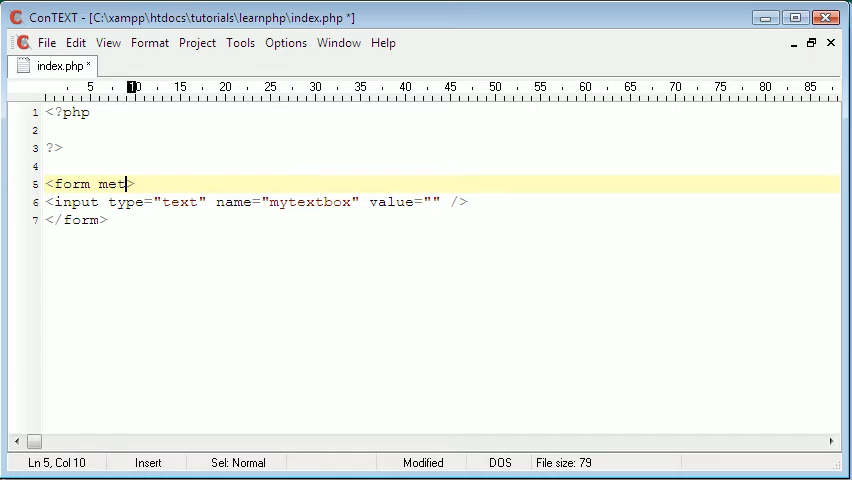 ConTEXT - [C:\xampp\htdocs\tutorials\learnphp\index.php *]
File Edit View Format Project Tools Options Window Help
index.php *
5 10 15 20 25 30 35 40 45 50 55 60 65 70 75 80 85
1 <?php
2
3 ?>
4
5 <form met>
6 <input type="text" name="mytextbox" value="" />
7 </form>
Ln 5, Col 10 Insert Sel: Normal Modified DOS File size: 79